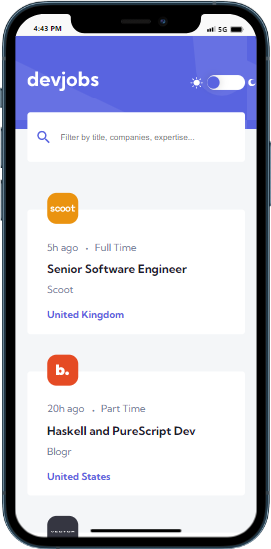 4:43 PM 5G
devjobs
Filter by title, companies, expertise...
scoot
5h ago • Full Time
Senior Software Engineer
Scoot
United Kingdom
b.
20h ago • Part Time
Haskell and PureScript Dev
Blogr
United States